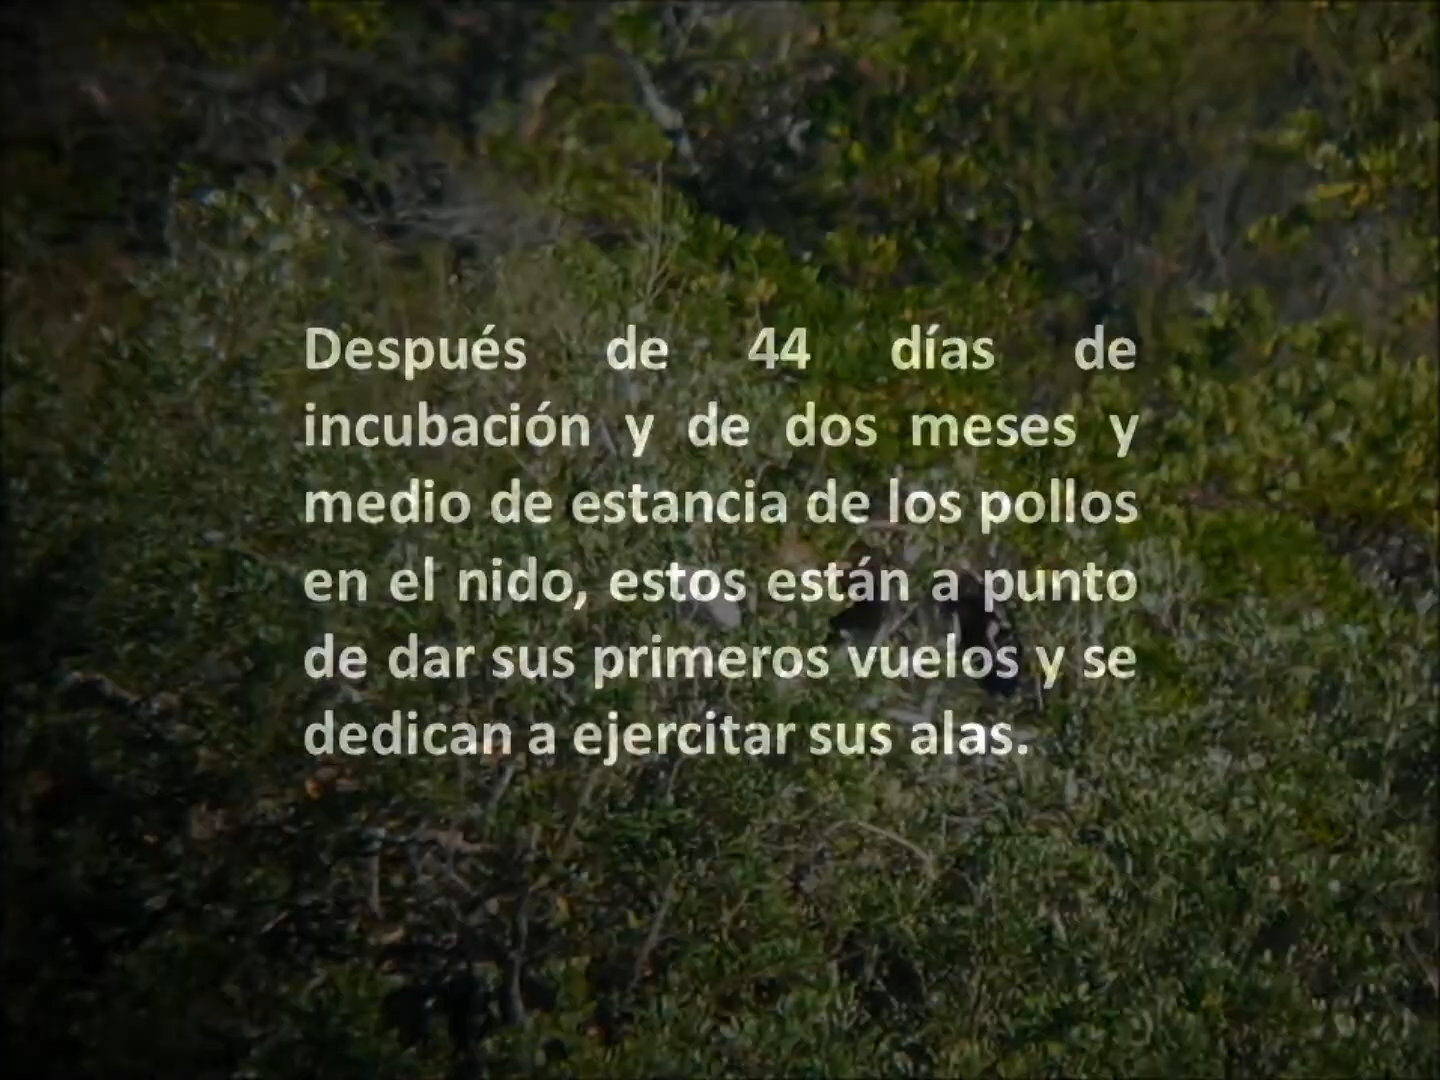 Después de 44 días de
incubación y de dos meses y
medio de estancia de los pollos
en el nido, estos están a punto
de dar sus primeros vuelos y se
dedican a ejercitar sus alas.